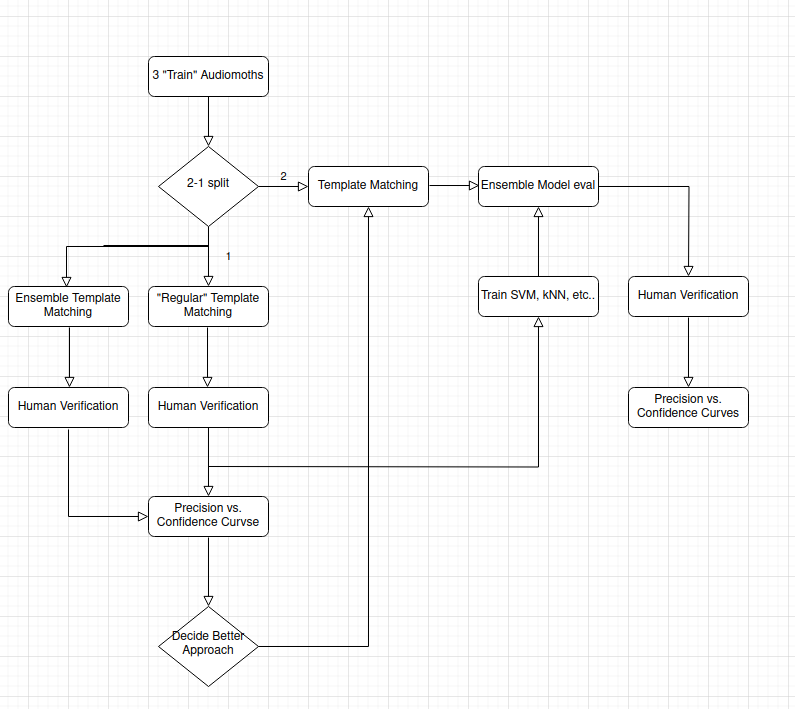 3 "Train" Audiomoths
2-1 split
2
Template Matching
Ensemble Model eval
1
Ensemble Template
Matching
"Regular" Template
Matching
Train SVM, kNN, etc..
Human Verification
Human Verification
Human Verification
Precision vs.
Confidence Curves
Precision vs.
Confidence Curvse
Decide Better
Approach